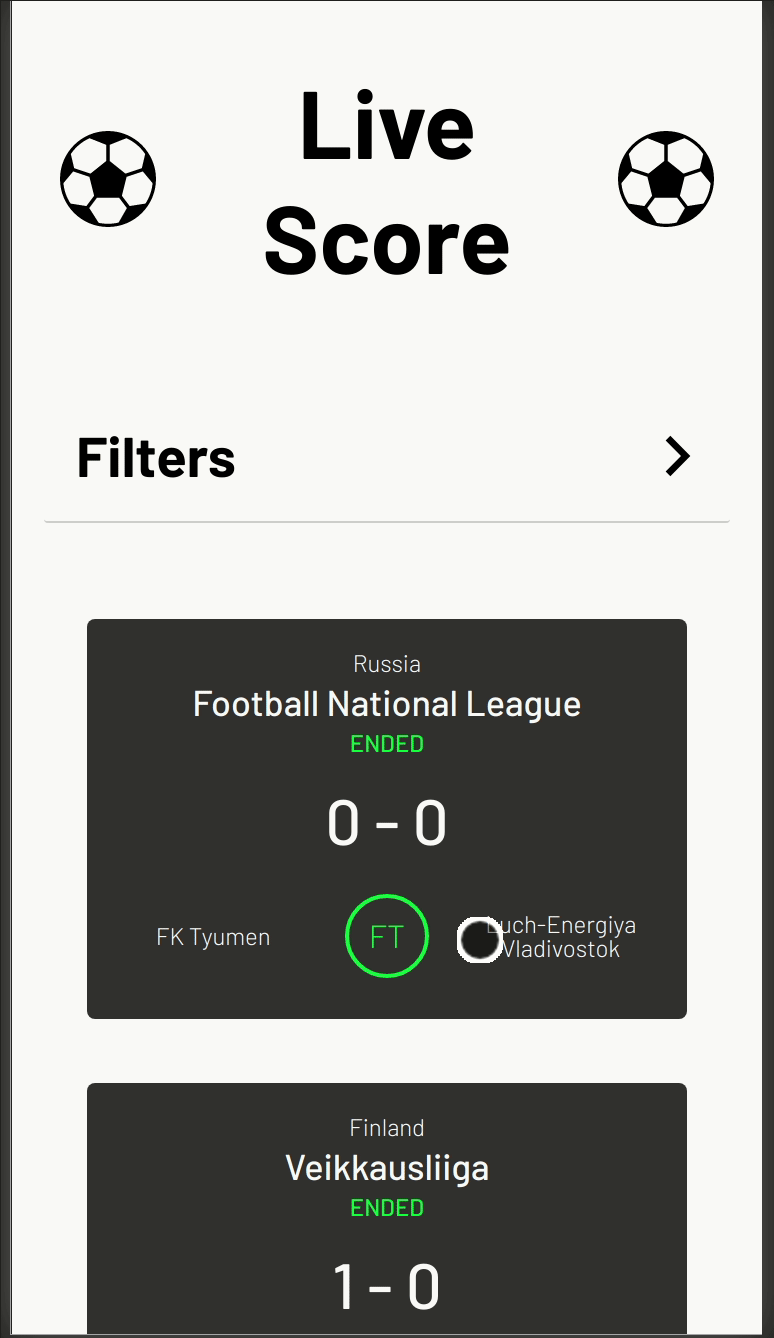 Live
Score
Filters
Russia
Football National League
ENDED
0 - 0
FK Tyumen
FT
Luch-Energiya
Vladivostok
Finland
Veikkausliiga
ENDED
1 - 0